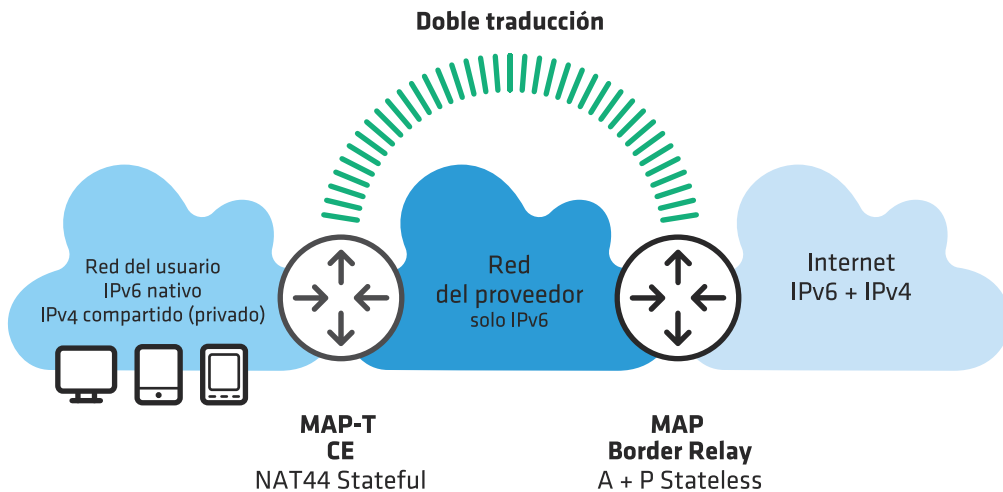 Doble traducción
Red del usuario
IPv6 nativo
IPv4 compartido (privado)
Red
del proveedor
solo IPv6
Internet
IPv6 + IPv4
MAP-T
CE
NAT44 Stateful
MAP
Border Relay
A + P Stateless